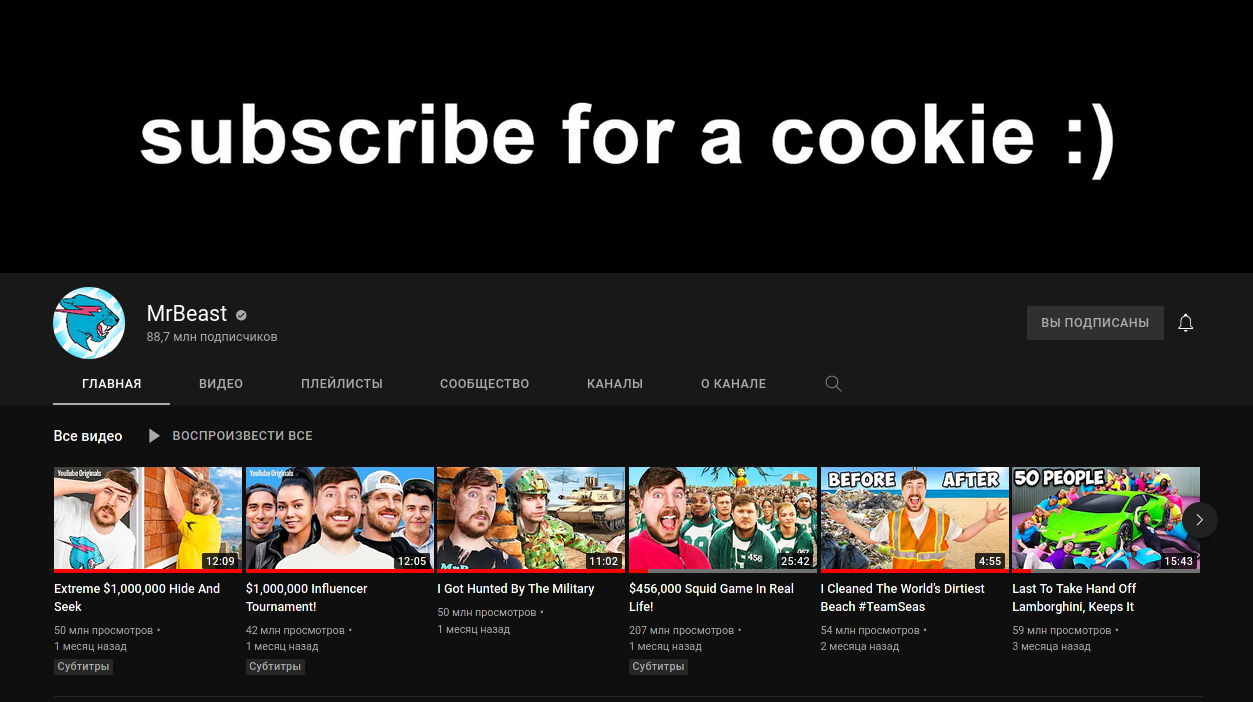 subscribe for a cookie :)
MrBeast
88,7 млн подписчиков
ВЫ ПОДПИСАНЫ
ГЛАВНАЯ ВИДЕО ПЛЕЙЛИСТЫ СООБЩЕСТВО КАНАЛЫ О КАНАЛЕ
Все видео ВОСПРОИЗВЕСТИ ВСЕ
YouTube Originals
12:09
Extreme $1,000,000 Hide And
Seek
50 млн просмотров •
1 месяц назад
Субтитры
YouTube Originals
12:05
$1,000,000 Influencer
Tournament!
42 млн просмотров •
1 месяц назад
Субтитры
11:02
I Got Hunted By The Military
50 млн просмотров •
1 месяц назад
456
067
25:42
$456,000 Squid Game In Real
Life!
207 млн просмотров •
1 месяц назад
Субтитры
BEFORE AFTER
4:55
I Cleaned The World's Dirtiest
Beach #TeamSeas
54 млн просмотров •
2 месяца назад
50 PEOPLE
15:43
Last To Take Hand Off
Lamborghini, Keeps It
59 млн просмотров •
3 месяца назад